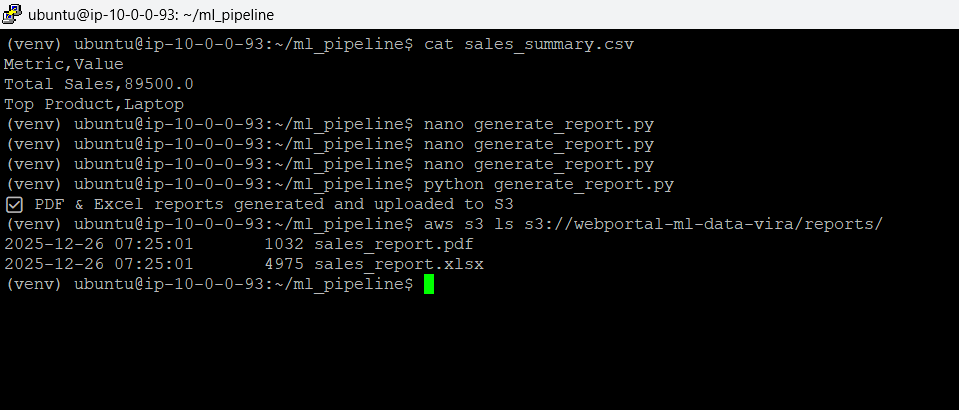 ubuntu@ip-10-0-0-93: ~/ml_pipeline
(venv) ubuntu@ip-10-0-0-93:~/ml_pipeline$ cat sales_summary.csv
Metric,Value
Total Sales,89500.0
Top Product,Laptop
(venv) ubuntu@ip-10-0-0-93:~/ml_pipeline$ nano generate_report.py
(venv) ubuntu@ip-10-0-0-93:~/ml_pipeline$ nano generate_report.py
(venv) ubuntu@ip-10-0-0-93:~/ml_pipeline$ nano generate_report.py
(venv) ubuntu@ip-10-0-0-93:~/ml_pipeline$ python generate_report.py
☑ PDF & Excel reports generated and uploaded to S3
(venv) ubuntu@ip-10-0-0-93:~/ml_pipeline$ aws s3 ls s3://webportal-ml-data-vira/reports/
2025-12-26 07:25:01       1032 sales_report.pdf
2025-12-26 07:25:01       4975 sales_report.xlsx
(venv) ubuntu@ip-10-0-0-93:~/ml_pipeline$